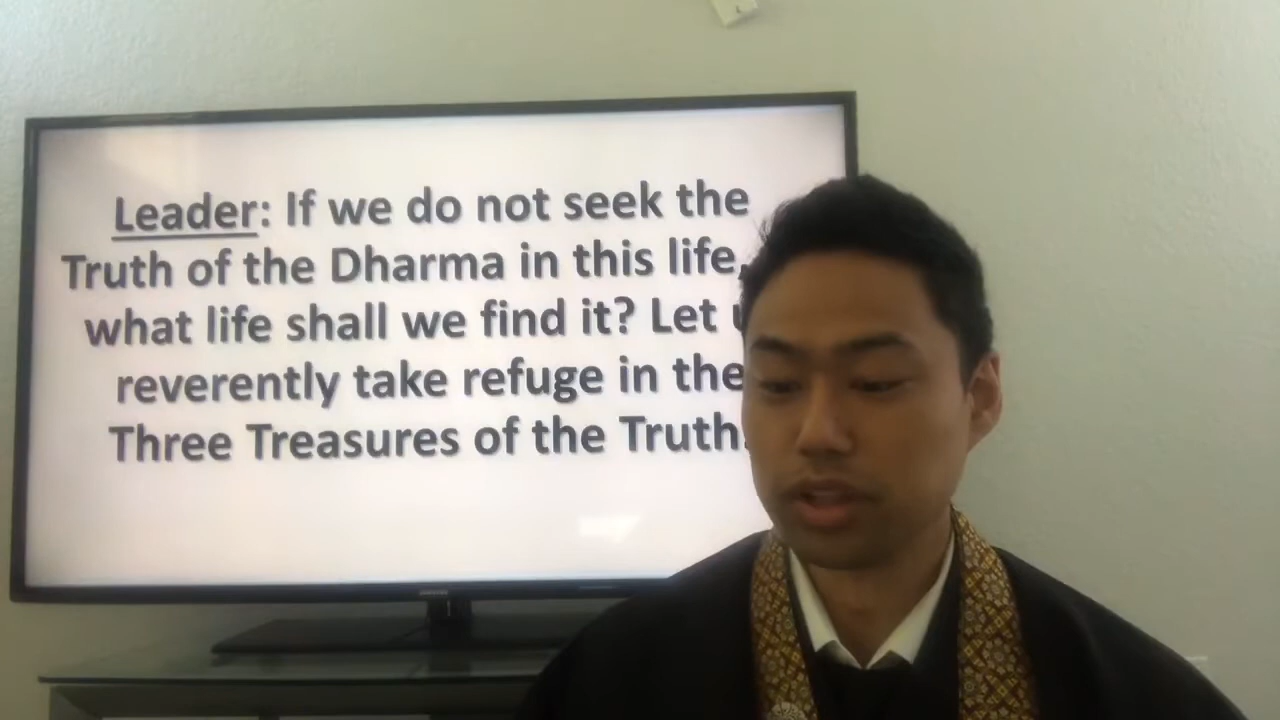 Leader: If we do not seek the
Truth of the Dharma in this life,
what life shall we find it? Let
reverently take refuge in the
Three Treasures of the Truth.
SAMSUNG